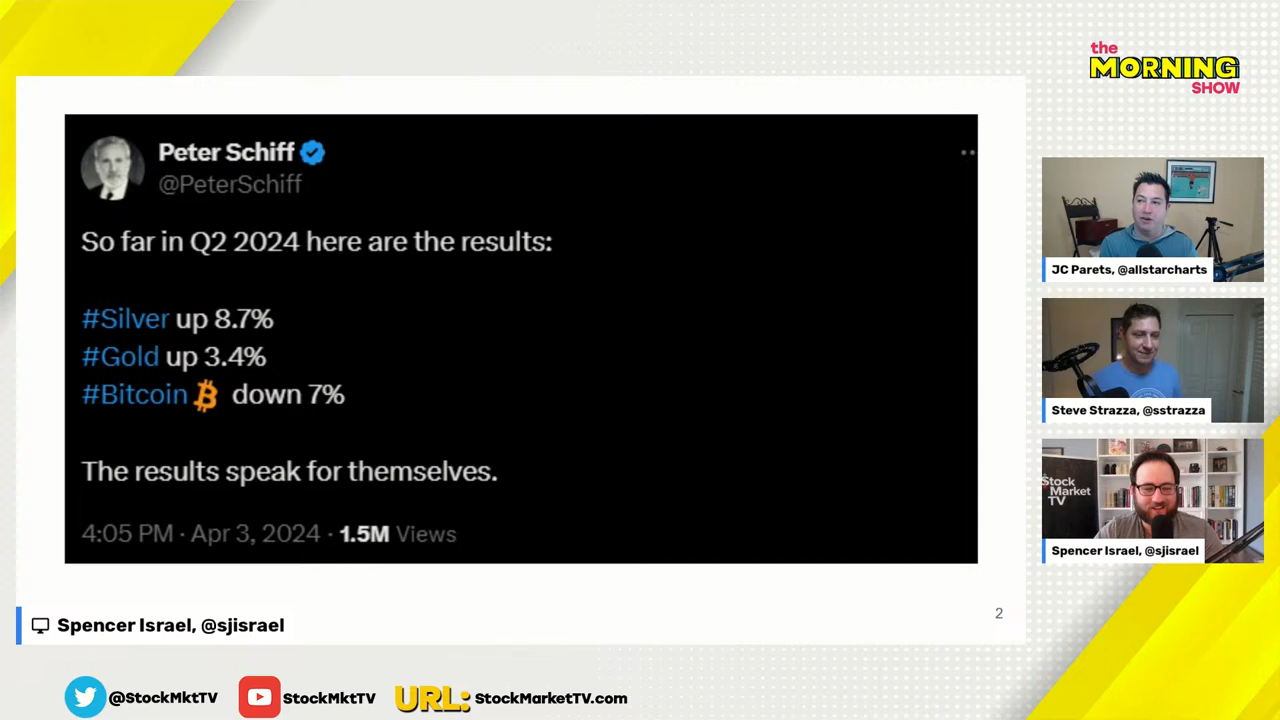 the
MORNING
SHOW
Peter Schiff
@PeterSchiff
So far in Q2 2024 here are the results:
#Silver up 8.7%
#Gold up 3.4%
#Bitcoin ₿ down 7%
The results speak for themselves.
4:05 PM · Apr 3, 2024 · 1.5M Views
2
Spencer Israel, @sjisrael
JC Parets, @allstarcharts
Steve Strazza, @sstrazza
Stock
Market
TV
Spencer Israel, @sjisrael
@StockMktTV
StockMktTV
URL: StockMarketTV.com